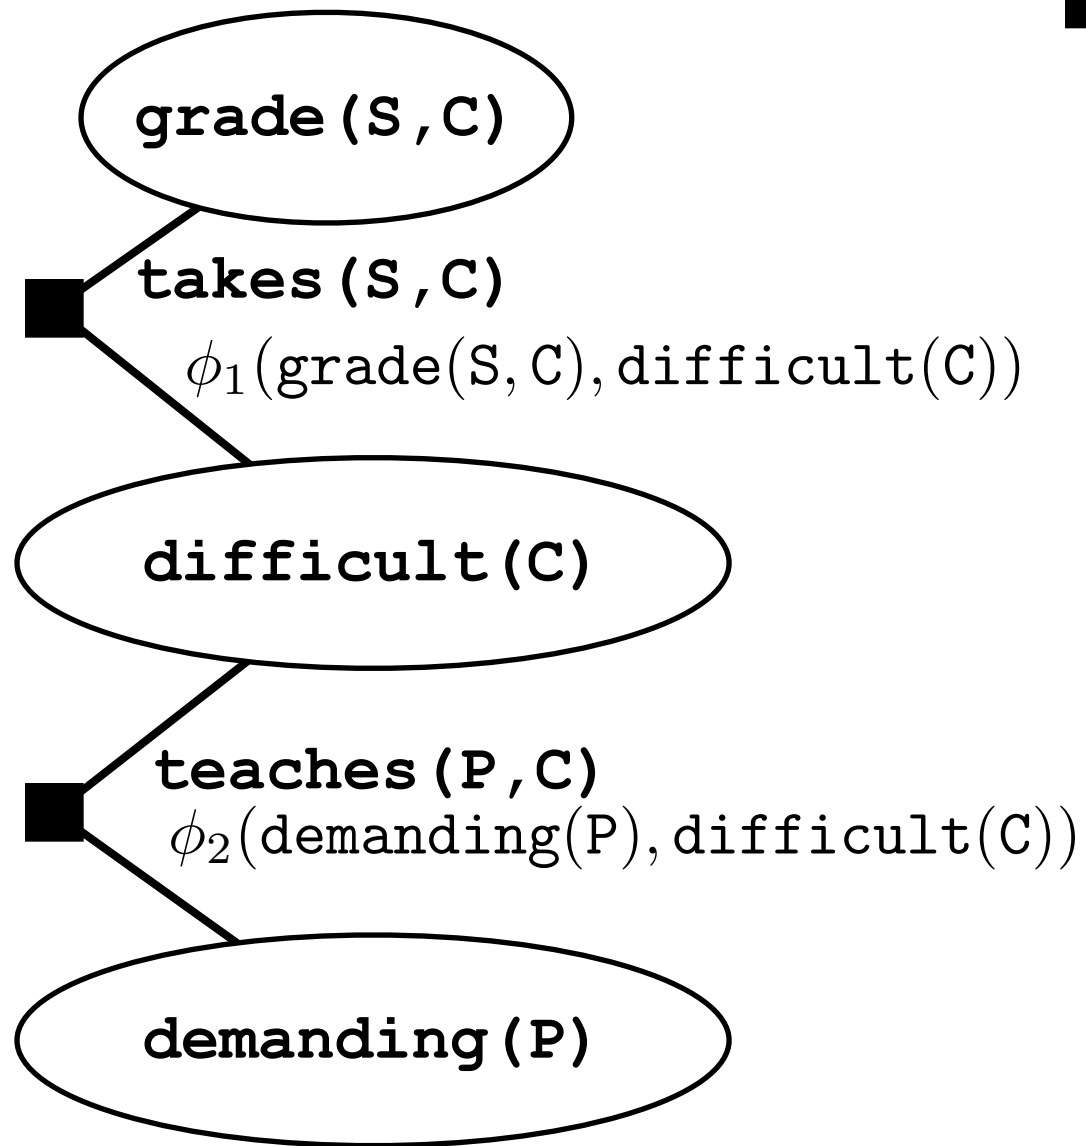 grade(S,C)
takes(S,C)
ϕ₁(grade(S, C), difficult(C))
difficult(C)
teaches(P,C)
ϕ₂(demanding(P), difficult(C))
demanding(P)